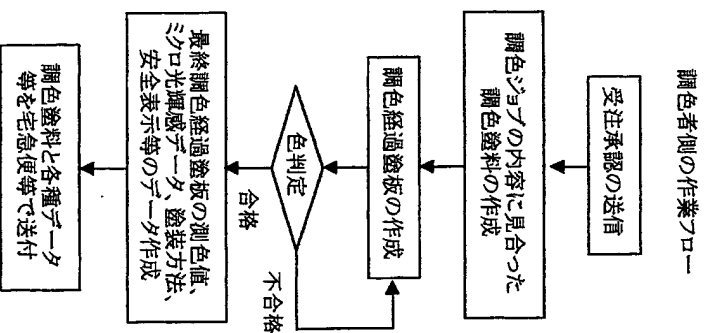 調色者側の作業フロー
受注承認の送信
調色ジョブの内容に見合った
調色塗料の作成
調色経過塗板の作成
色判定
合格
不合格
最終調色経過塗板の測色値、
ミクロ光輝感データ、塗装方法、
安全表示等のデータ作成
調色塗料と各種データ
等を宅急便等で送付